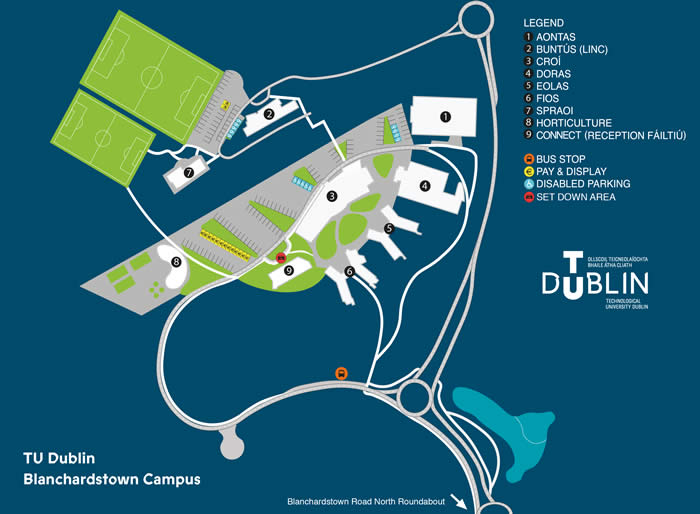 LEGEND
1 AONTAS
2 BUNTÚS (LINC)
3 CROÍ
4 DORAS
5 EOLAS
6 FIOS
7 SPRAOI
8 HORTICULTURE
9 CONNECT (RECEPTION FÁILTIÚ)
BUS STOP
€ PAY & DISPLAY
DISABLED PARKING
SET DOWN AREA
1
2
3
4
5
6
7
8
9
OLLSCOIL TEICNEOLAÍOCHTA
BHAILE ÁTHA CLIATH
TU DUBLIN
TECHNOLOGICAL
UNIVERSITY DUBLIN
TU Dublin
Blanchardstown Campus
Blanchardstown Road North Roundabout